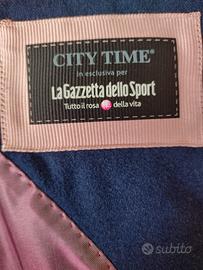 CITY TIME®
in esclusiva per
La Gazzetta dello Sport
Tutto il rosa della vita
subito